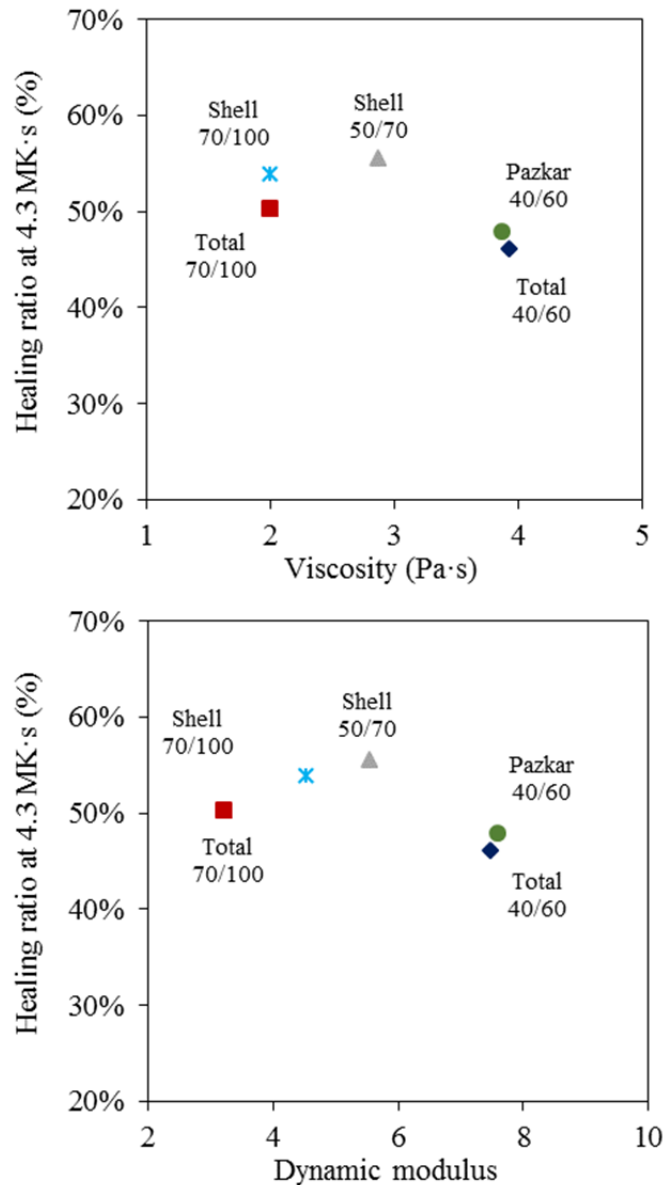 70%
60%
50%
40%
30%
20%
Healing ratio at 4.3 MK·s (%)
Shell
70/100
Shell
50/70
Total
70/100
Pazkar
40/60
Total
40/60
1 2 3 4 5
Viscosity (Pa·s)
70%
60%
50%
40%
30%
20%
Healing ratio at 4.3 MK·s (%)
Shell
70/100
Shell
50/70
Total
70/100
Pazkar
40/60
Total
40/60
2 4 6 8 10
Dynamic modulus